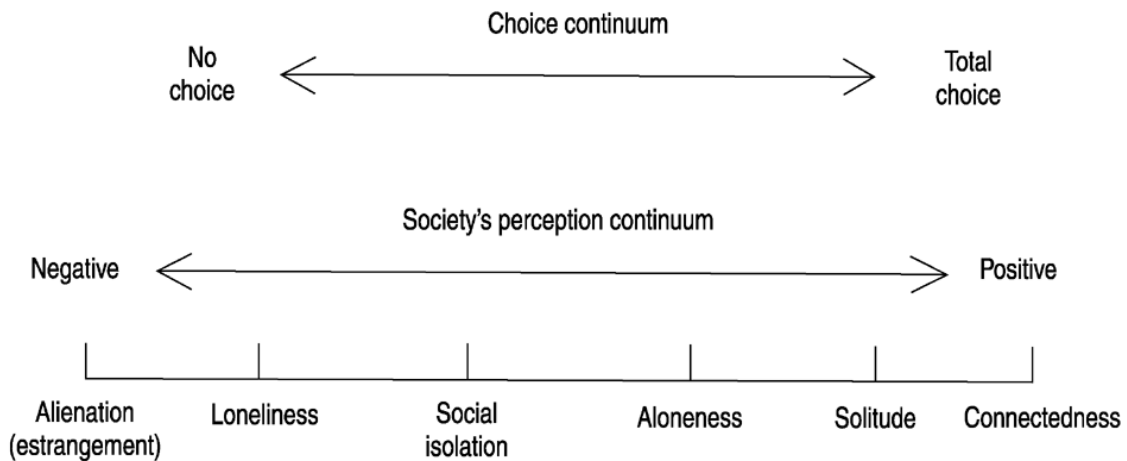 Choice continuum
No
choice
Total
choice
Society's perception continuum
Negative
Positive
Alienation
(estrangement)
Loneliness
Social
isolation
Aloneness
Solitude
Connectedness